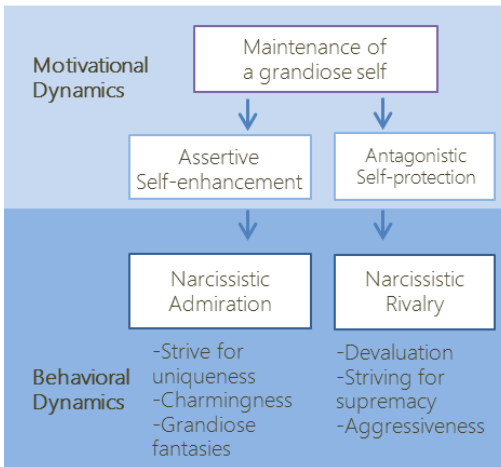 Motivational
Dynamics
Maintenance of
a grandiose self
Assertive
Self-enhancement
Antagonistic
Self-protection
Narcissistic
Admiration
Narcissistic
Rivalry
Behavioral
Dynamics
-Strive for
uniqueness
-Charmingness
-Grandiose
fantasies
-Devaluation
-Striving for
supremacy
-Aggressiveness